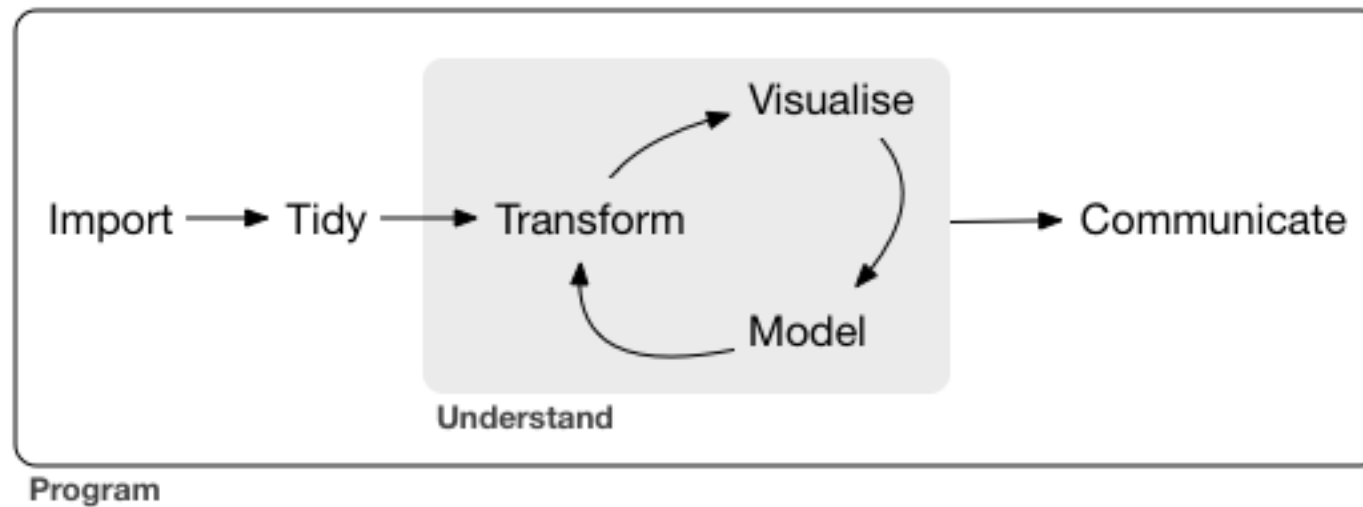 Visualise
Import Tidy Transform Communicate
Model
Understand
Program